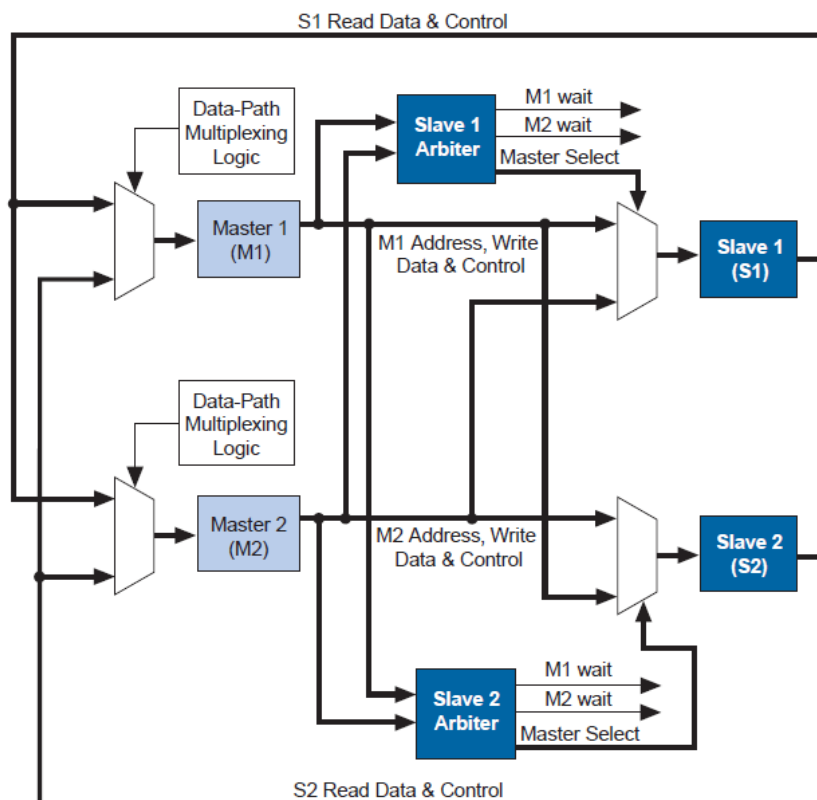 S1 Read Data & Control
Data-Path
Multiplexing
Logic
Slave 1
Arbiter
M1 wait
M2 wait
Master Select
Master 1
(M1)
M1 Address, Write
Data & Control
Slave 1
(S1)
Data-Path
Multiplexing
Logic
Master 2
(M2)
M2 Address, Write
Data & Control
Slave 2
(S2)
Slave 2
Arbiter
M1 wait
M2 wait
Master Select
S2 Read Data & Control